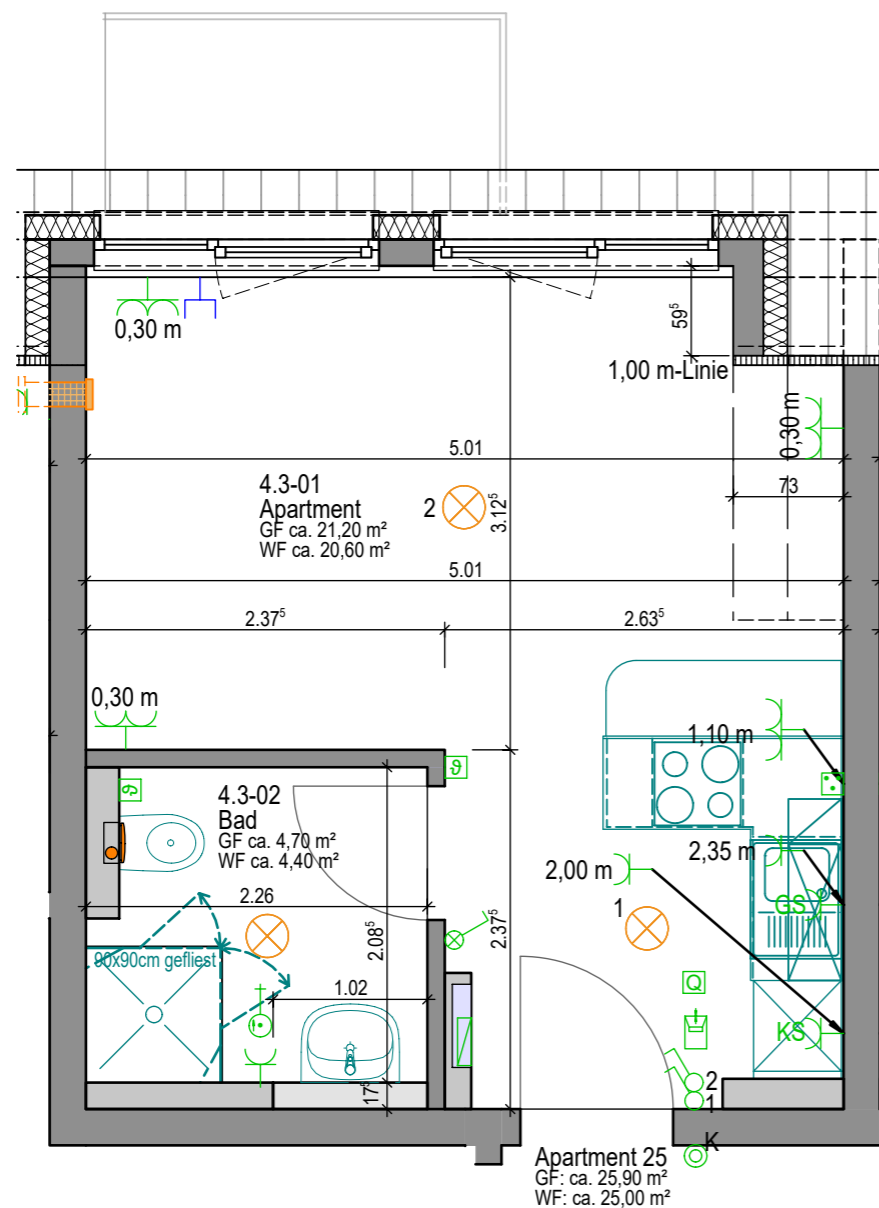 0,30 m
59⁵
1,00 m-Linie
0,30 m
5.01
73
4.3-01
Apartment
GF ca. 21,20 m²
WF ca. 20,60 m²
2
3.12⁵
5.01
2.37⁵
2.63⁵
0,30 m
1,10 m
ϑ
ϑ
4.3-02
Bad
GF ca. 4,70 m²
WF ca. 4,40 m²
2,35 m
2,00 m
2.26
GS
1
2.08⁵
2.37⁵
90x90cm gefliest
1.02
Q
KS
17⁵
2
1
K
Apartment 25
GF: ca. 25,90 m²
WF: ca. 25,00 m²